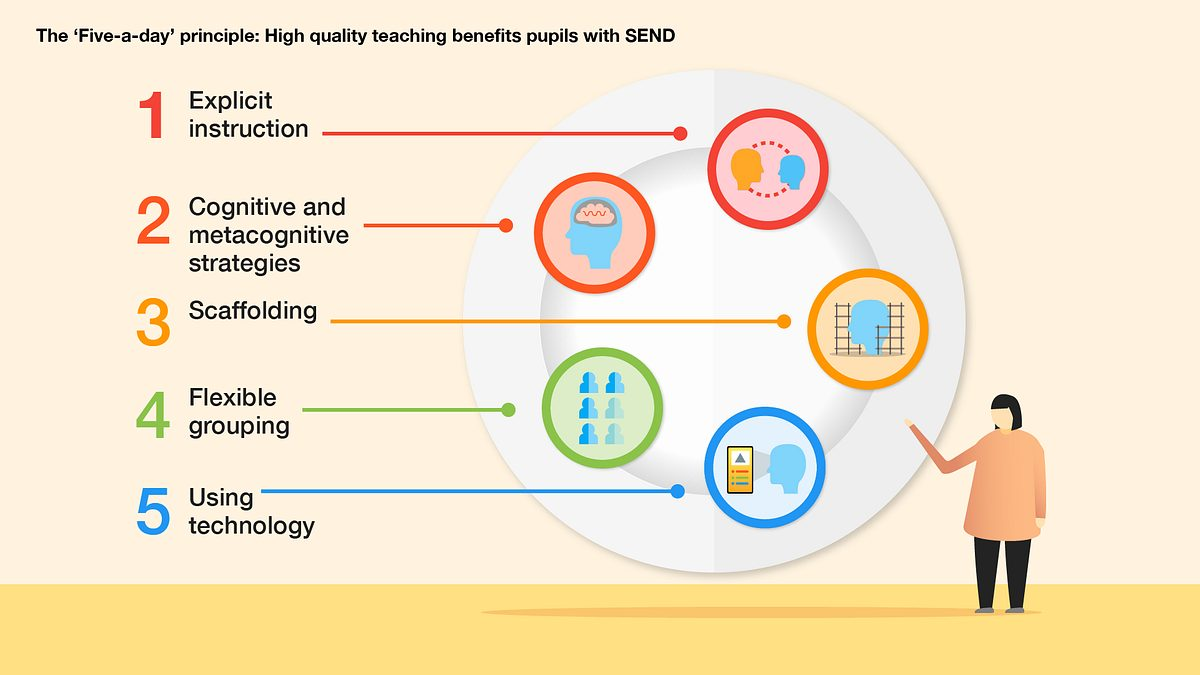 The ‘Five-a-day’ principle: High quality teaching benefits pupils with SEND
1 Explicit
instruction
2 Cognitive and
metacognitive
strategies
3 Scaffolding
4 Flexible
grouping
5 Using
technology